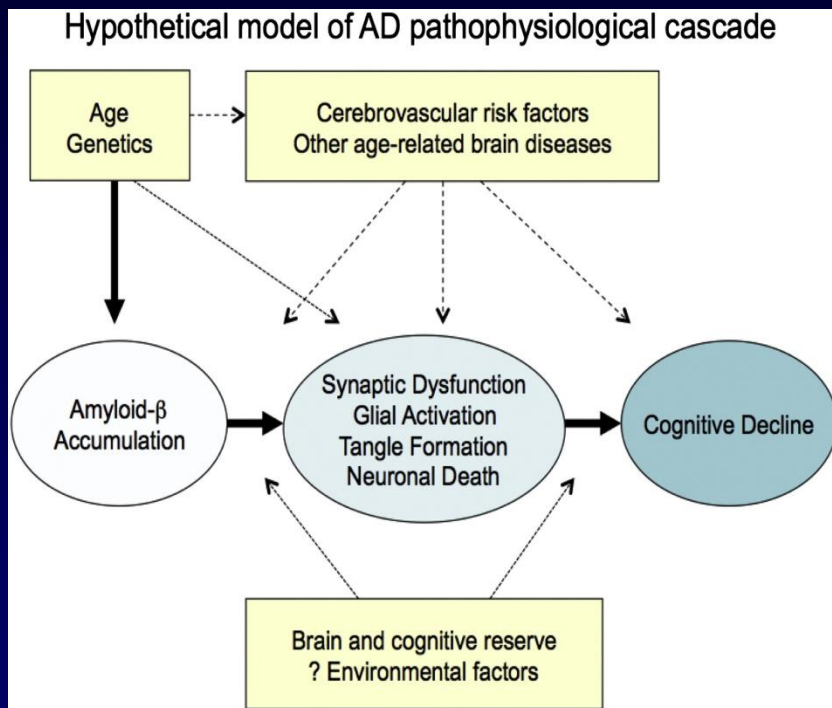 Hypothetical model of AD pathophysiological cascade
Age
Genetics
Cerebrovascular risk factors
Other age-related brain diseases
Amyloid-β
Accumulation
Synaptic Dysfunction
Glial Activation
Tangle Formation
Neuronal Death
Cognitive Decline
Brain and cognitive reserve
? Environmental factors